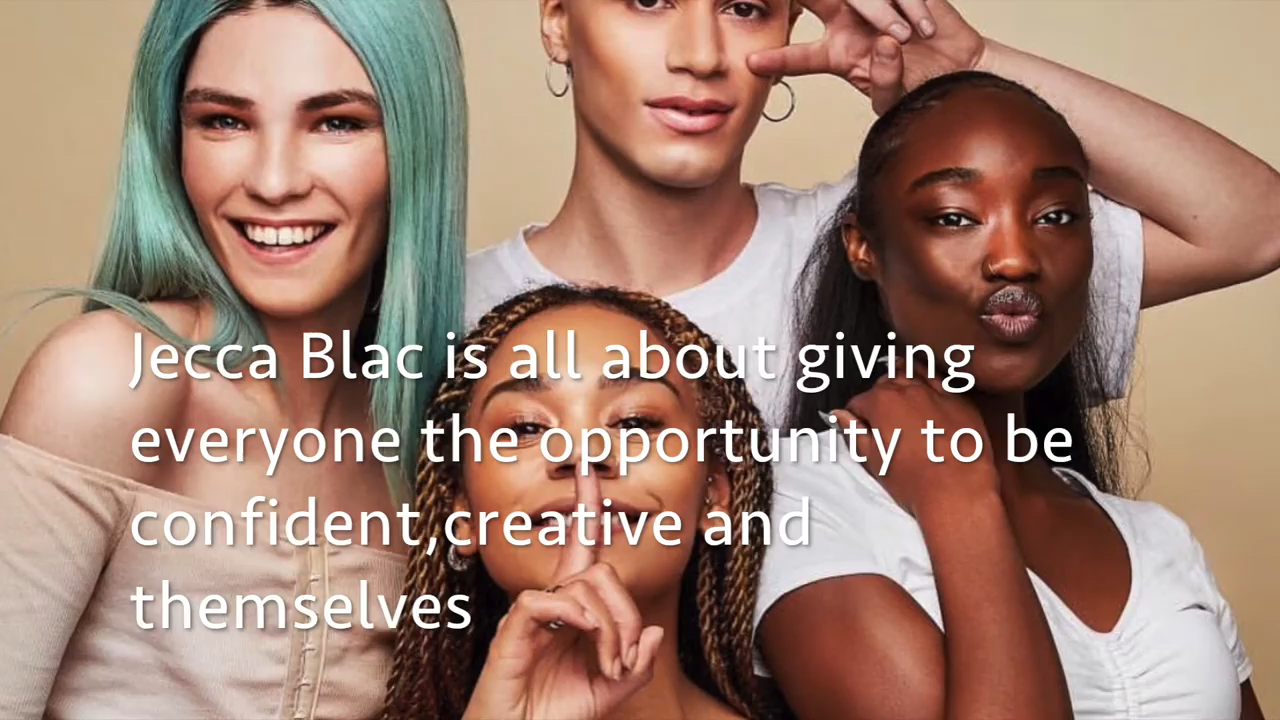 Jecca Blac is all about giving
everyone the opportunity to be
confident,creative and
themselves